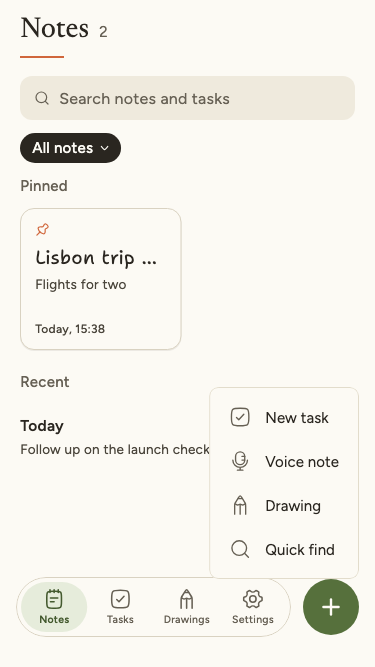 Notes 2
Search notes and tasks
All notes
Pinned
Lisbon trip ...
Flights for two
Today, 15:38
Recent
Today
Follow up on the launch check
New task
Voice note
Drawing
Quick find
Notes
Tasks
Drawings
Settings